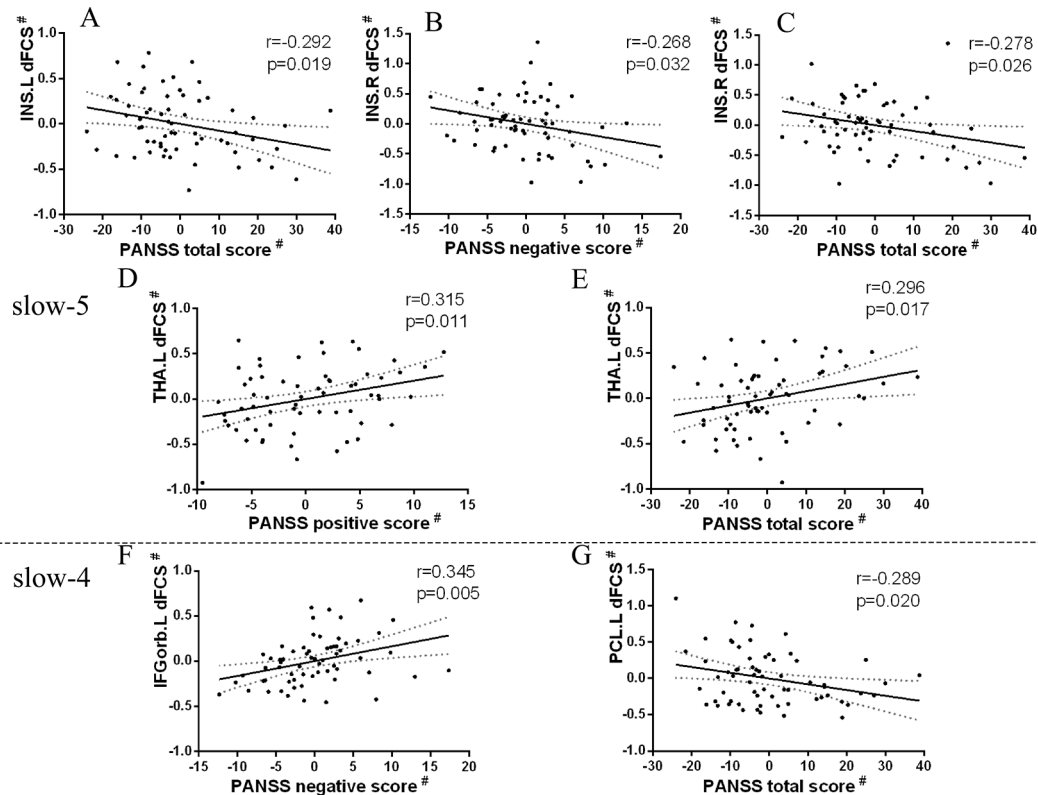 A
INS.L dFCS#
1.0
0.5
0.0
-0.5
-1.0
r=-0.292
p=0.019
-30 -20 -10 0 10 20 30 40
PANSS total score #
B
INS.R dFCS#
1.5
1.0
0.5
0.0
-0.5
-1.0
-1.5
r=-0.268
p=0.032
-15 -10 -5 0 5 10 15 20
PANSS negative score #
C
INS.R dFCS#
1.5
1.0
0.5
0.0
-0.5
-1.0
-1.5
r=-0.278
p=0.026
-30 -20 -10 0 10 20 30 40
PANSS total score #
slow-5
D
THA.L dFCS#
1.0
0.5
0.0
-0.5
-1.0
r=0.315
p=0.011
-10 -5 0 5 10 15
PANSS positive score #
E
THA.L dFCS#
1.0
0.5
0.0
-0.5
-1.0
r=0.296
p=0.017
-30 -20 -10 0 10 20 30 40
PANSS total score #
slow-4
F
IFGorb.L dFCS#
1.0
0.5
0.0
-0.5
-1.0
r=0.345
p=0.005
-15 -10 -5 0 5 10 15 20
PANSS negative score #
G
PCL.L dFCS#
1.5
1.0
0.5
0.0
-0.5
-1.0
r=-0.289
p=0.020
-30 -20 -10 0 10 20 30 40
PANSS total score #